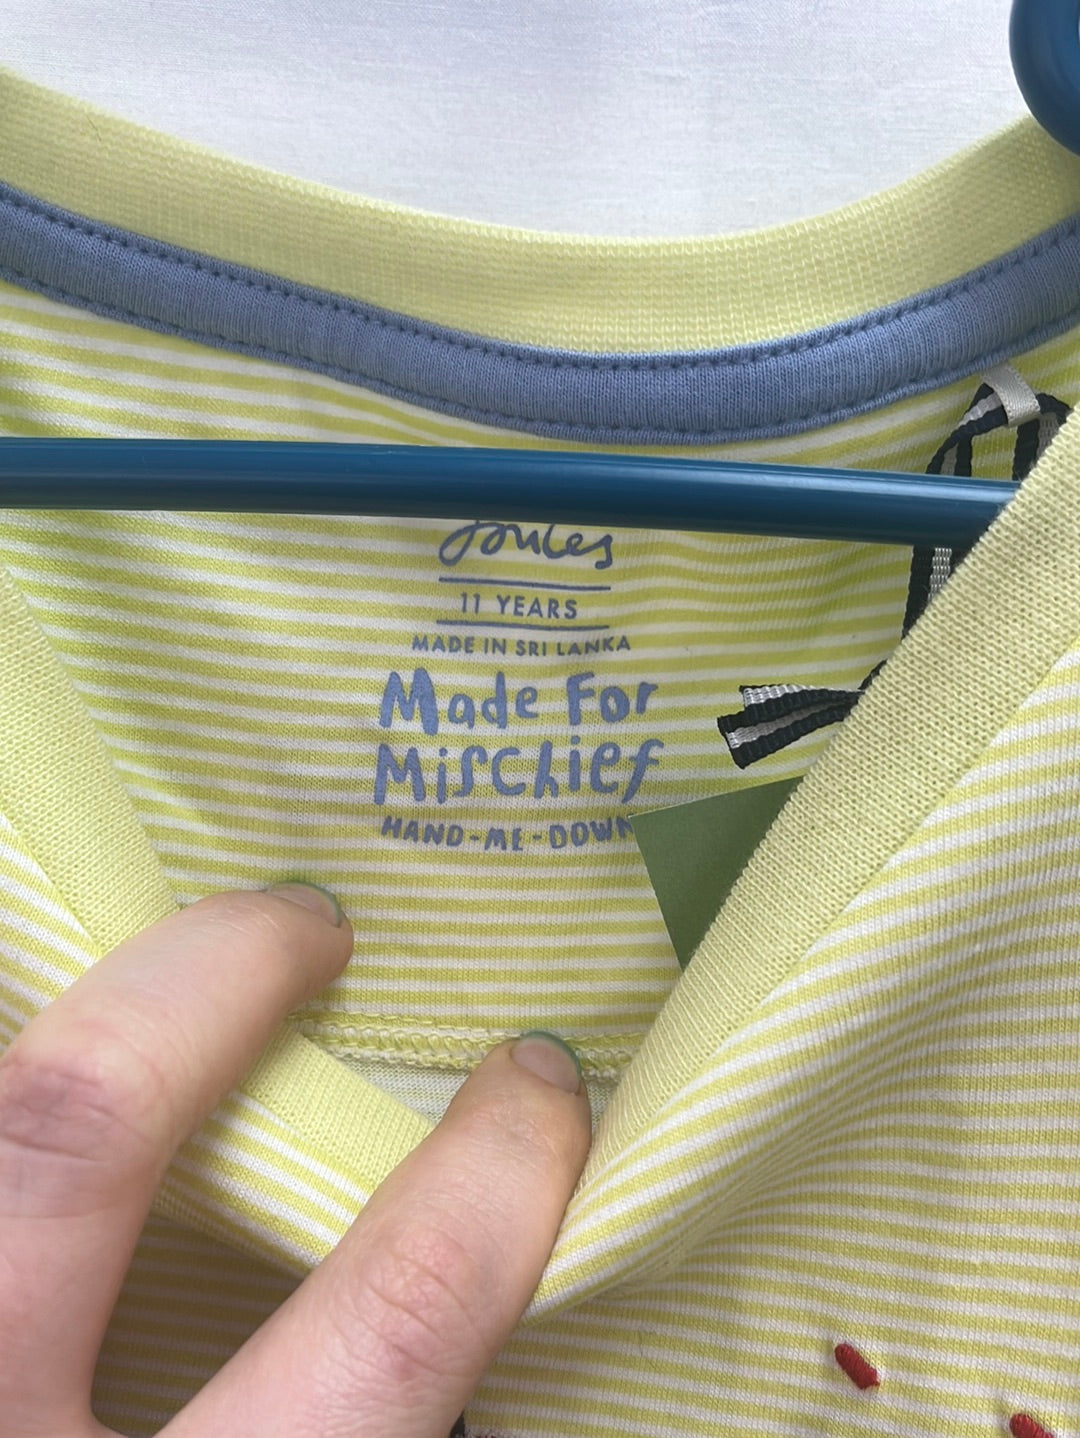 Joules
11 YEARS
MADE IN SRI LANKA
Made For
Mischief
HAND-ME-DOWN